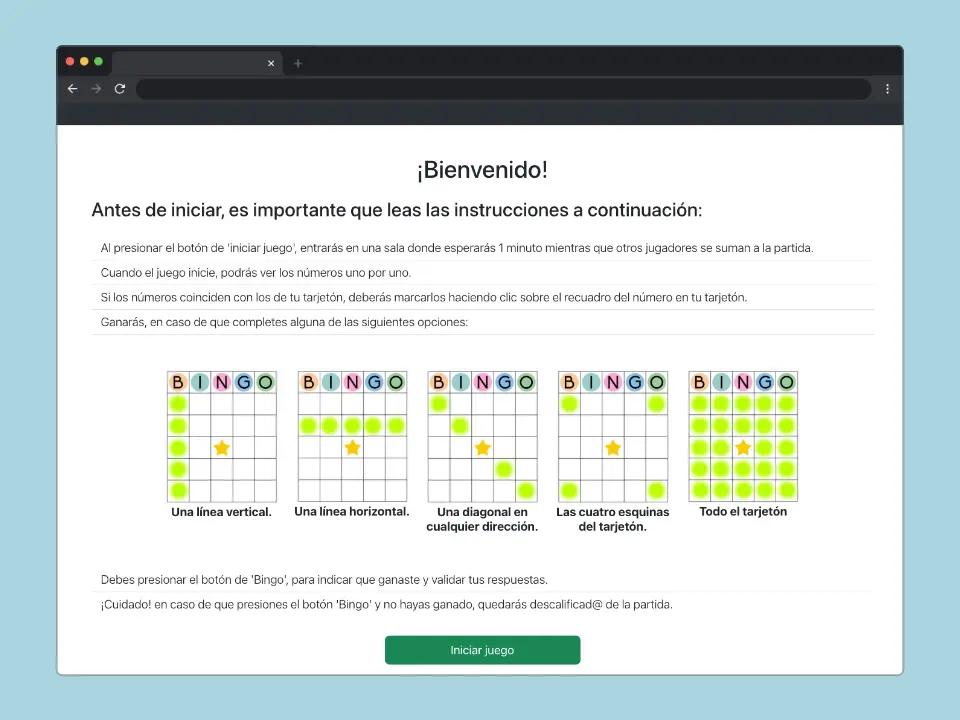 ¡Bienvenido!
Antes de iniciar, es importante que leas las instrucciones a continuación:
Al presionar el botón de 'iniciar juego', entrarás en una sala donde esperarás 1 minuto mientras que otros jugadores se suman a la partida.
Cuando el juego inicie, podrás ver los números uno por uno.
Si los números coinciden con los de tu tarjetón, deberás marcarlos haciendo clic sobre el recuadro del número en tu tarjetón.
Ganarás, en caso de que completes alguna de las siguientes opciones:
B I N G O
B I N G O
B I N G O
B I N G O
B I N G O
Una línea vertical.
Una línea horizontal.
Una diagonal en
cualquier dirección.
Las cuatro esquinas
del tarjetón.
Todo el tarjetón
Debes presionar el botón de 'Bingo', para indicar que ganaste y validar tus respuestas.
¡Cuidado! en caso de que presiones el botón 'Bingo' y no hayas ganado, quedarás descalificad@ de la partida.
Iniciar juego